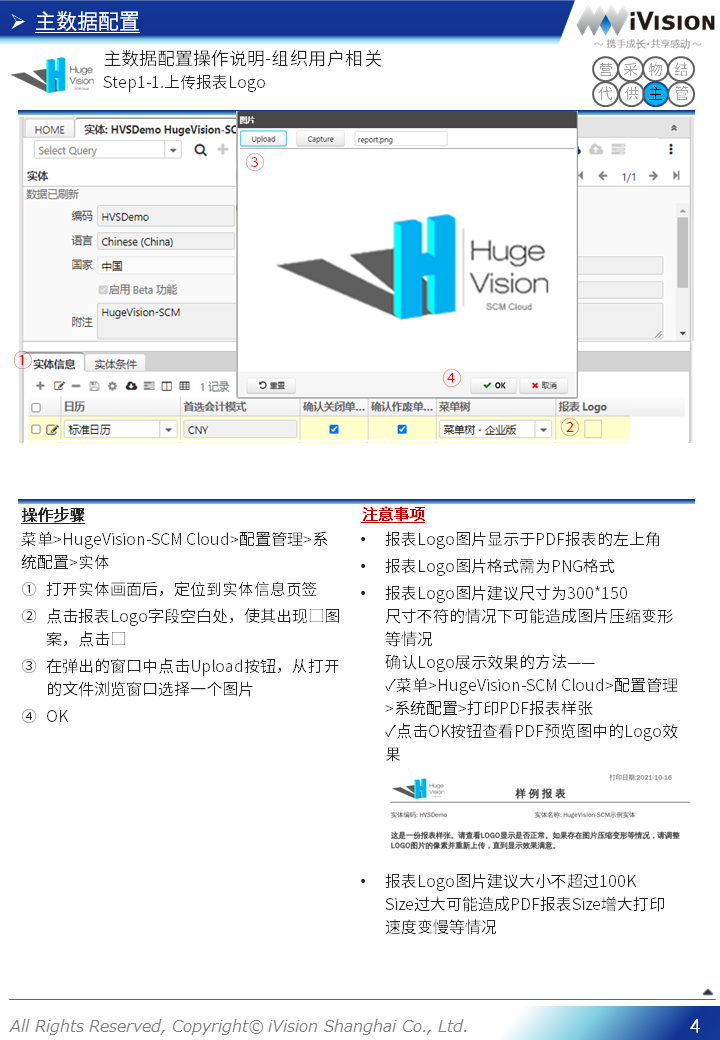 主数据配置
iVISION
～ 携手成长·共享感动 ～
Huge
Vision
SCM Cloud
主数据配置操作说明-组织用户相关
Step1-1.上传报表Logo
营 采 物 结
代 供 主 管
HOME
实体: HVSDemo HugeVision-SC
Select Query
实体
数据已刷新
1/1
编码 HVSDemo
语言 Chinese (China)
国家 中国
启用 Beta 功能
附注 HugeVision-SCM
图片
Upload Capture report.png
③
Huge
Vision
SCM Cloud
④
重置 OK 取消
① 实体信息 实体条件
1 记录
日历 首选会计模式 确认关闭单... 确认作废单... 菜单树 报表 Logo
标准日历 CNY 菜单树 - 企业版 ②
操作步骤
菜单>HugeVision-SCM Cloud>配置管理>系
统配置>实体
① 打开实体画面后，定位到实体信息页签
② 点击报表Logo字段空白处，使其出现□图
案，点击□
③ 在弹出的窗口中点击Upload按钮，从打开
的文件浏览窗口选择一个图片
④ OK
注意事项
• 报表Logo图片显示于PDF报表的左上角
• 报表Logo图片格式需为PNG格式
• 报表Logo图片建议尺寸为300*150
尺寸不符的情况下可能造成图片压缩变形
等情况
确认Logo展示效果的方法——
✓菜单>HugeVision-SCM Cloud>配置管理
>系统配置>打印PDF报表样张
✓点击OK按钮查看PDF预览图中的Logo效
果
打印日期:2021-10-16
Huge
Vision
样例报表
实体编码: HVSDemo 实体名称: HugeVision-SCM示例实体
这是一份报表样张。请查看LOGO显示是否正常。如果存在图片压缩变形等情况，请调整
LOGO图片的像素并重新上传，直到显示效果满意。
• 报表Logo图片建议大小不超过100K
Size过大可能造成PDF报表Size增大打印
速度变慢等情况
All Rights Reserved, Copyright© iVision Shanghai Co., Ltd.
4